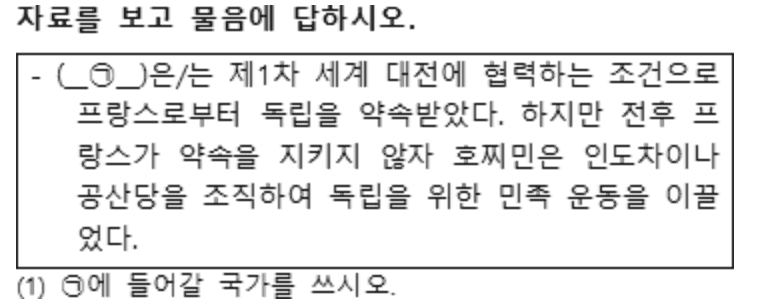 자료를 보고 물음에 답하시오.
- (_㉠_)은/는 제1차 세계 대전에 협력하는 조건으로
프랑스로부터 독립을 약속받았다. 하지만 전후 프
랑스가 약속을 지키지 않자 호찌민은 인도차이나
공산당을 조직하여 독립을 위한 민족 운동을 이끌
었다.
(1) ㉠에 들어갈 국가를 쓰시오.